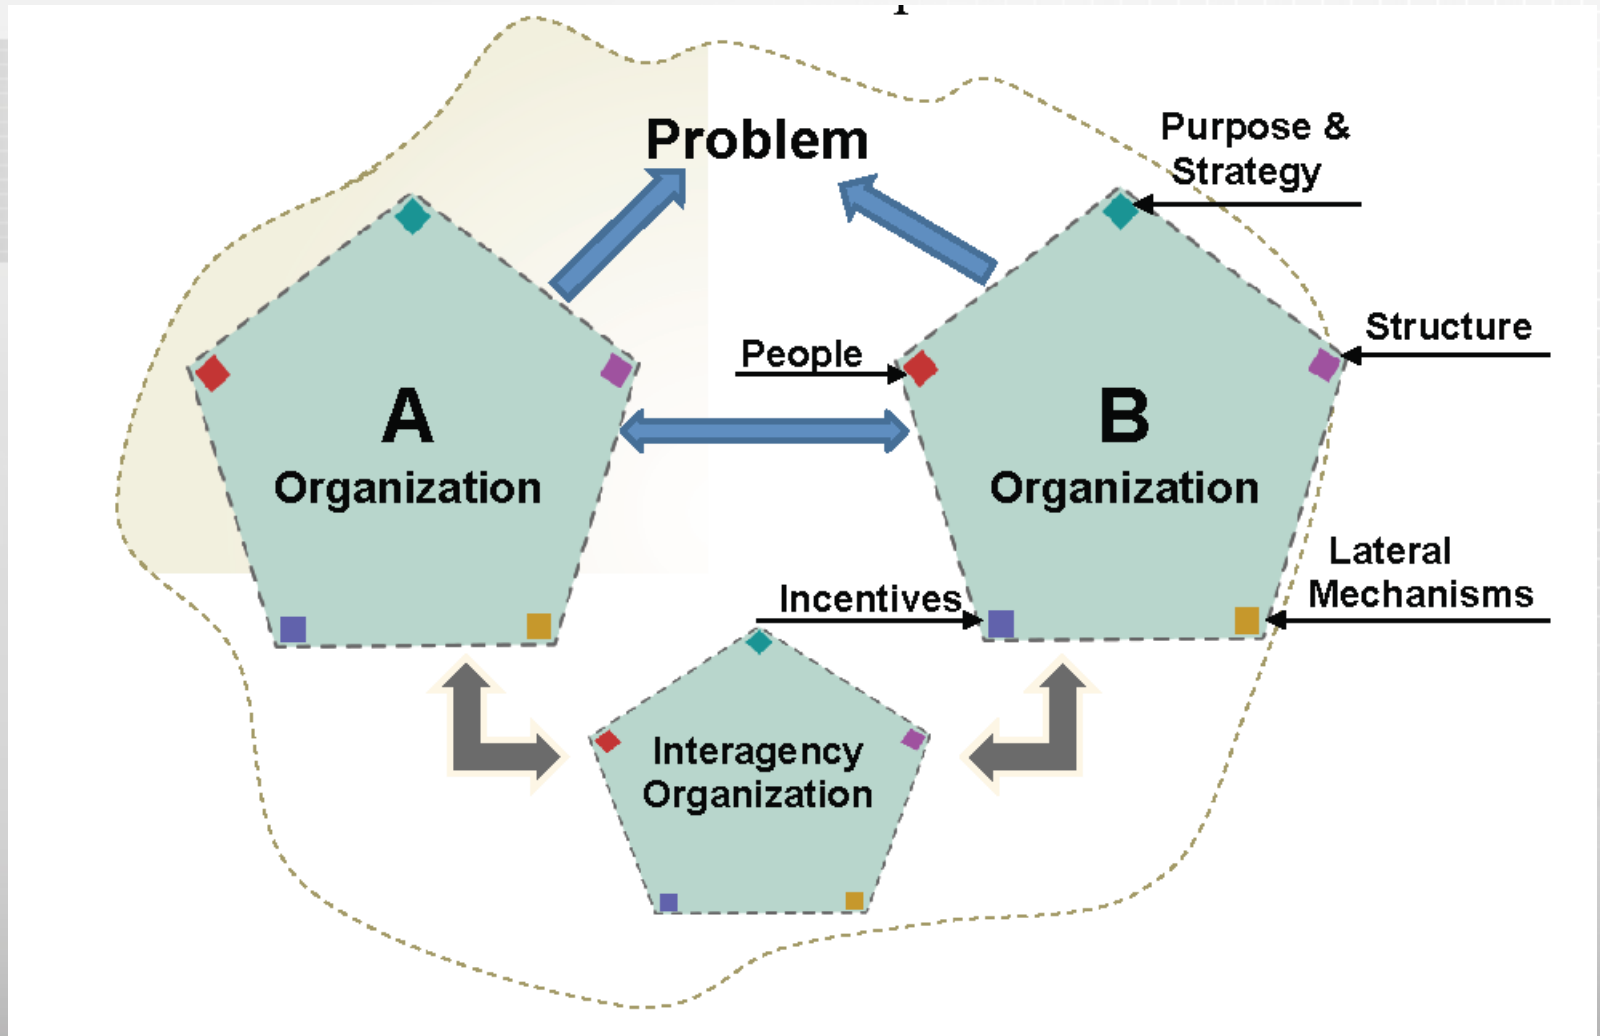 Problem
Purpose &
Strategy
Structure
People
A
Organization
B
Organization
Lateral
Mechanisms
Incentives
Interagency
Organization